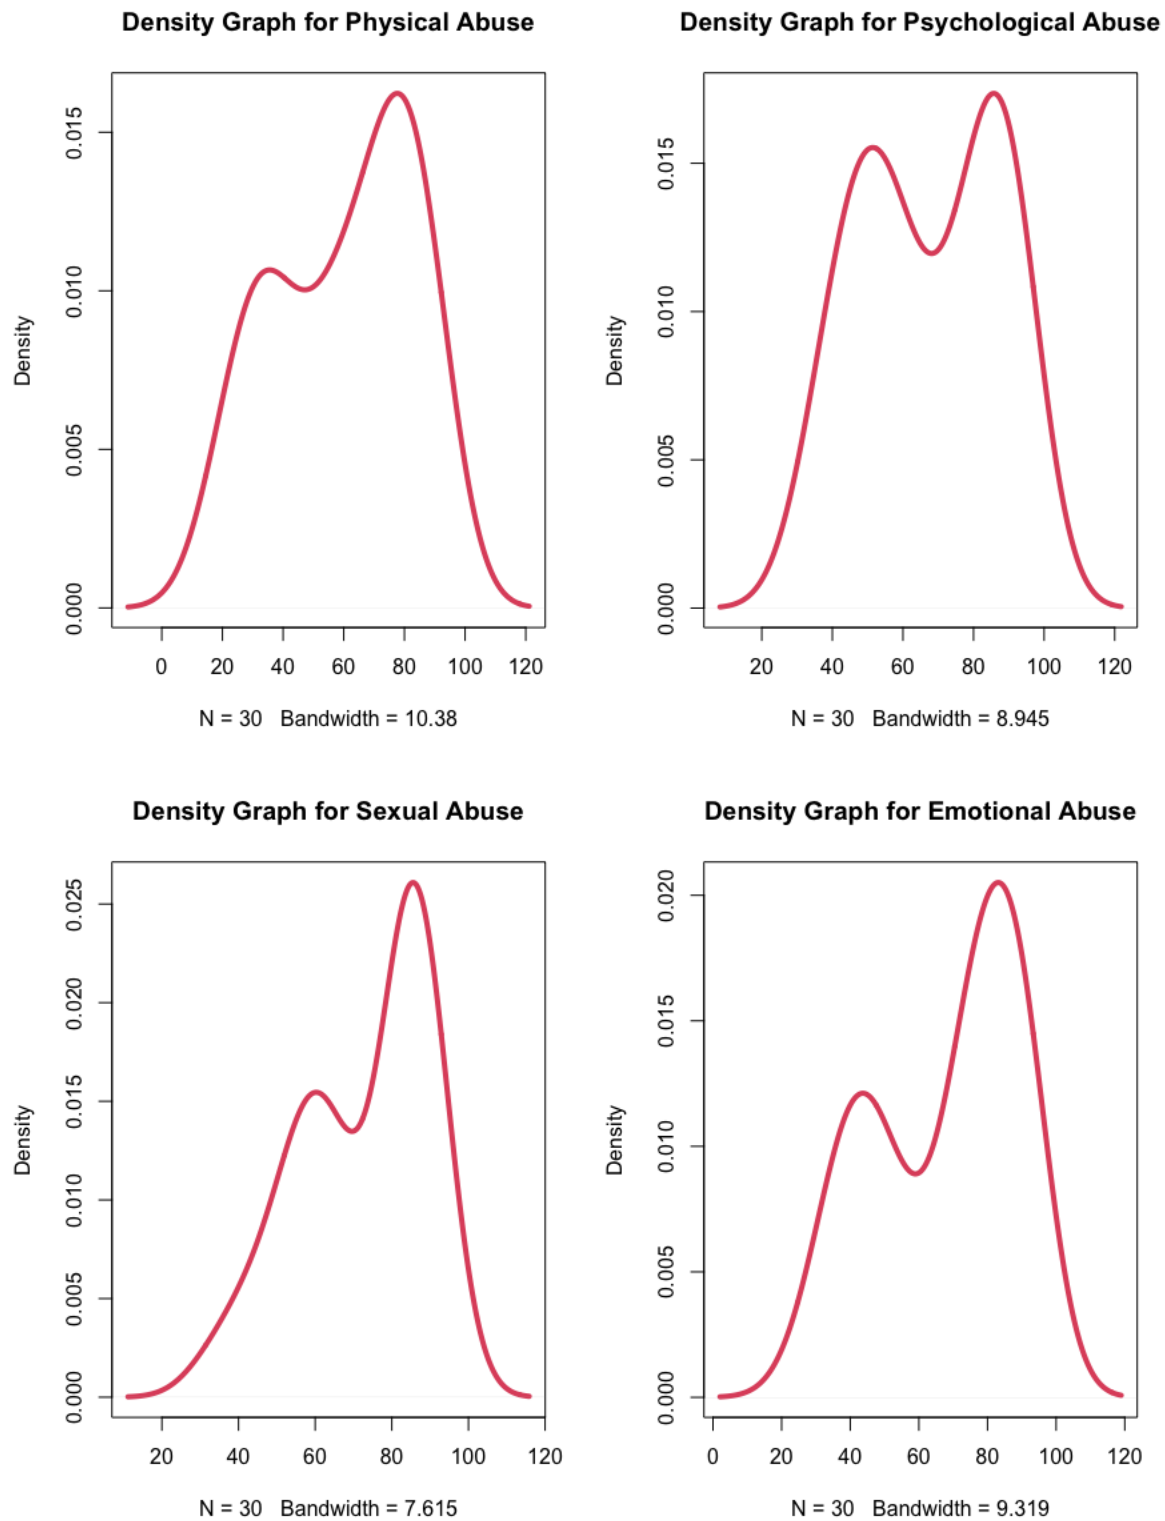 Density Graph for Physical Abuse
Density
0.015
0.010
0.005
0.000
0 20 40 60 80 100 120
N = 30 Bandwidth = 10.38
Density Graph for Psychological Abuse
Density
0.015
0.010
0.005
0.000
20 40 60 80 100 120
N = 30 Bandwidth = 8.945
Density Graph for Sexual Abuse
Density
0.025
0.020
0.015
0.010
0.005
0.000
20 40 60 80 100 120
N = 30 Bandwidth = 7.615
Density Graph for Emotional Abuse
Density
0.020
0.015
0.010
0.005
0.000
0 20 40 60 80 100 120
N = 30 Bandwidth = 9.319